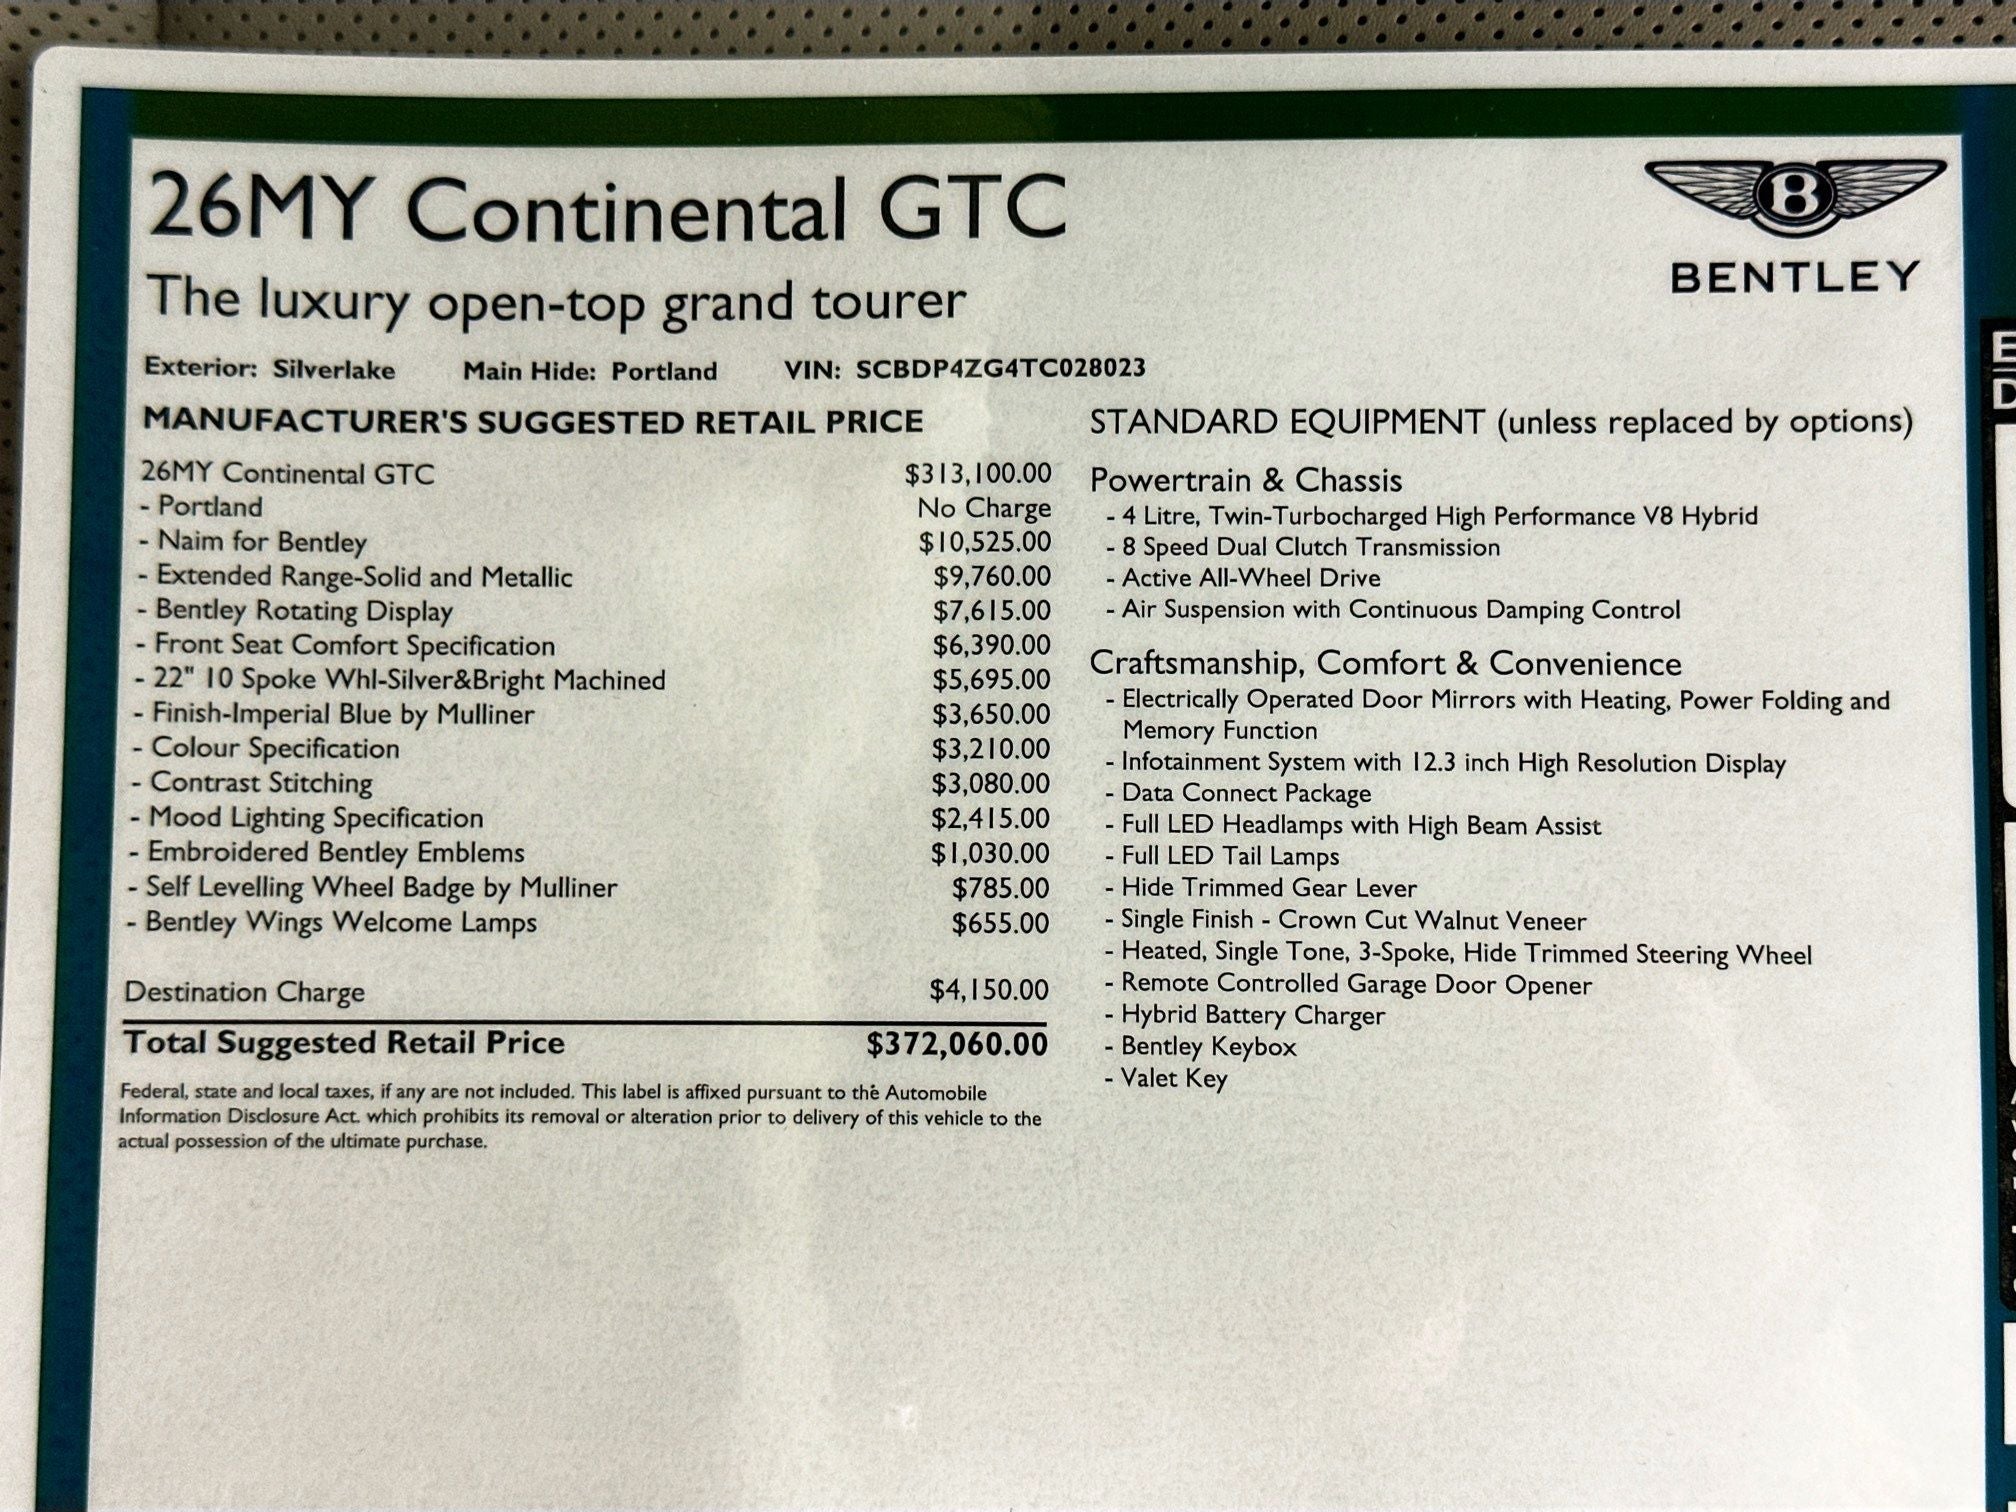 26MY Continental GTC
The luxury open-top grand tourer
BENTLEY
Exterior: Silverlake Main Hide: Portland VIN: SCBDP4ZG4TC028023
MANUFACTURER'S SUGGESTED RETAIL PRICE
26MY Continental GTC $313,100.00
- Portland No Charge
- Naim for Bentley $10,525.00
- Extended Range-Solid and Metallic $9,760.00
- Bentley Rotating Display $7,615.00
- Front Seat Comfort Specification $6,390.00
- 22" 10 Spoke Whl-Silver&Bright Machined $5,695.00
- Finish-Imperial Blue by Mulliner $3,650.00
- Colour Specification $3,210.00
- Contrast Stitching $3,080.00
- Mood Lighting Specification $2,415.00
- Embroidered Bentley Emblems $1,030.00
- Self Levelling Wheel Badge by Mulliner $785.00
- Bentley Wings Welcome Lamps $655.00
Destination Charge $4,150.00
Total Suggested Retail Price $372,060.00
Federal, state and local taxes, if any are not included. This label is affixed pursuant to the Automobile
Information Disclosure Act. which prohibits its removal or alteration prior to delivery of this vehicle to the
actual possession of the ultimate purchase.
STANDARD EQUIPMENT (unless replaced by options)
Powertrain & Chassis
- 4 Litre, Twin-Turbocharged High Performance V8 Hybrid
- 8 Speed Dual Clutch Transmission
- Active All-Wheel Drive
- Air Suspension with Continuous Damping Control
Craftsmanship, Comfort & Convenience
- Electrically Operated Door Mirrors with Heating, Power Folding and
Memory Function
- Infotainment System with 12.3 inch High Resolution Display
- Data Connect Package
- Full LED Headlamps with High Beam Assist
- Full LED Tail Lamps
- Hide Trimmed Gear Lever
- Single Finish - Crown Cut Walnut Veneer
- Heated, Single Tone, 3-Spoke, Hide Trimmed Steering Wheel
- Remote Controlled Garage Door Opener
- Hybrid Battery Charger
- Bentley Keybox
- Valet Key